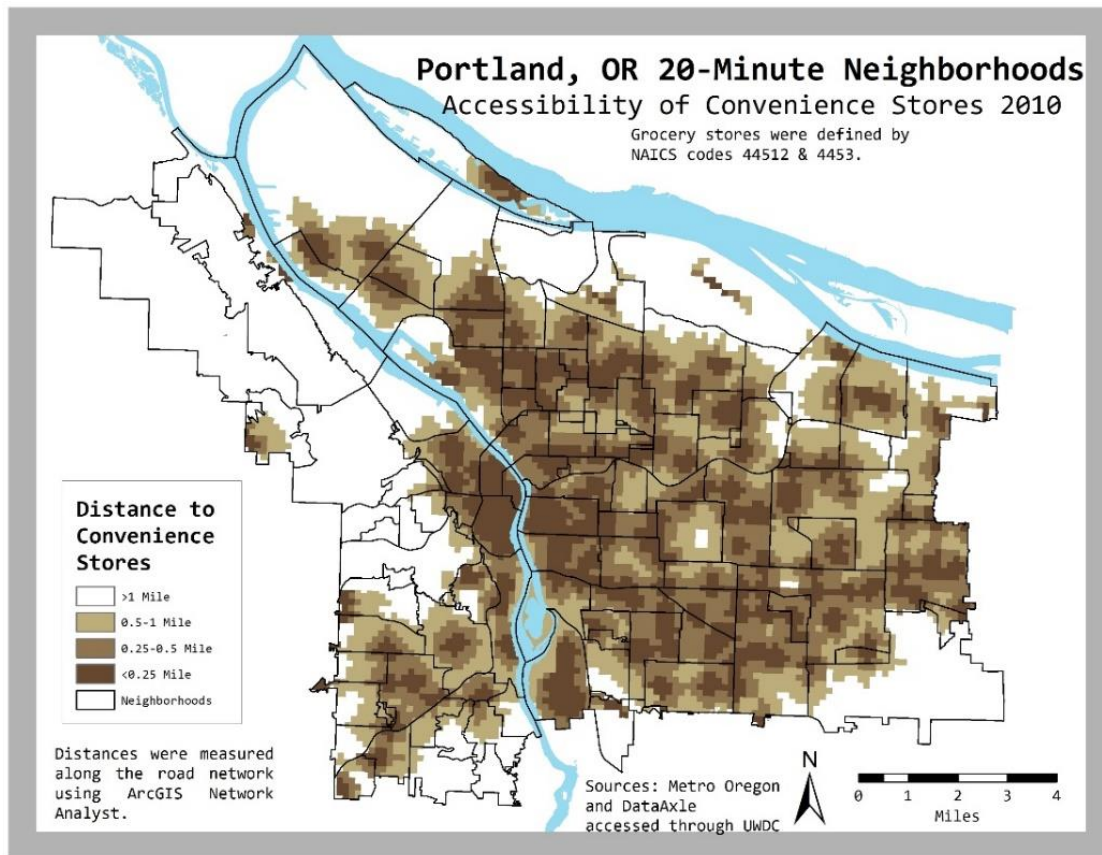 Portland, OR 20-Minute Neighborhoods
Accessibility of Convenience Stores 2010
Grocery stores were defined by
NAICS codes 44512 & 4453.
Distance to
Convenience
Stores
>1 Mile
0.5-1 Mile
0.25-0.5 Mile
<0.25 Mile
Neighborhoods
Distances were measured
along the road network
using ArcGIS Network
Analyst.
Sources: Metro Oregon
and DataAxle
accessed through UWDC
N
0 1 2 3 4
Miles